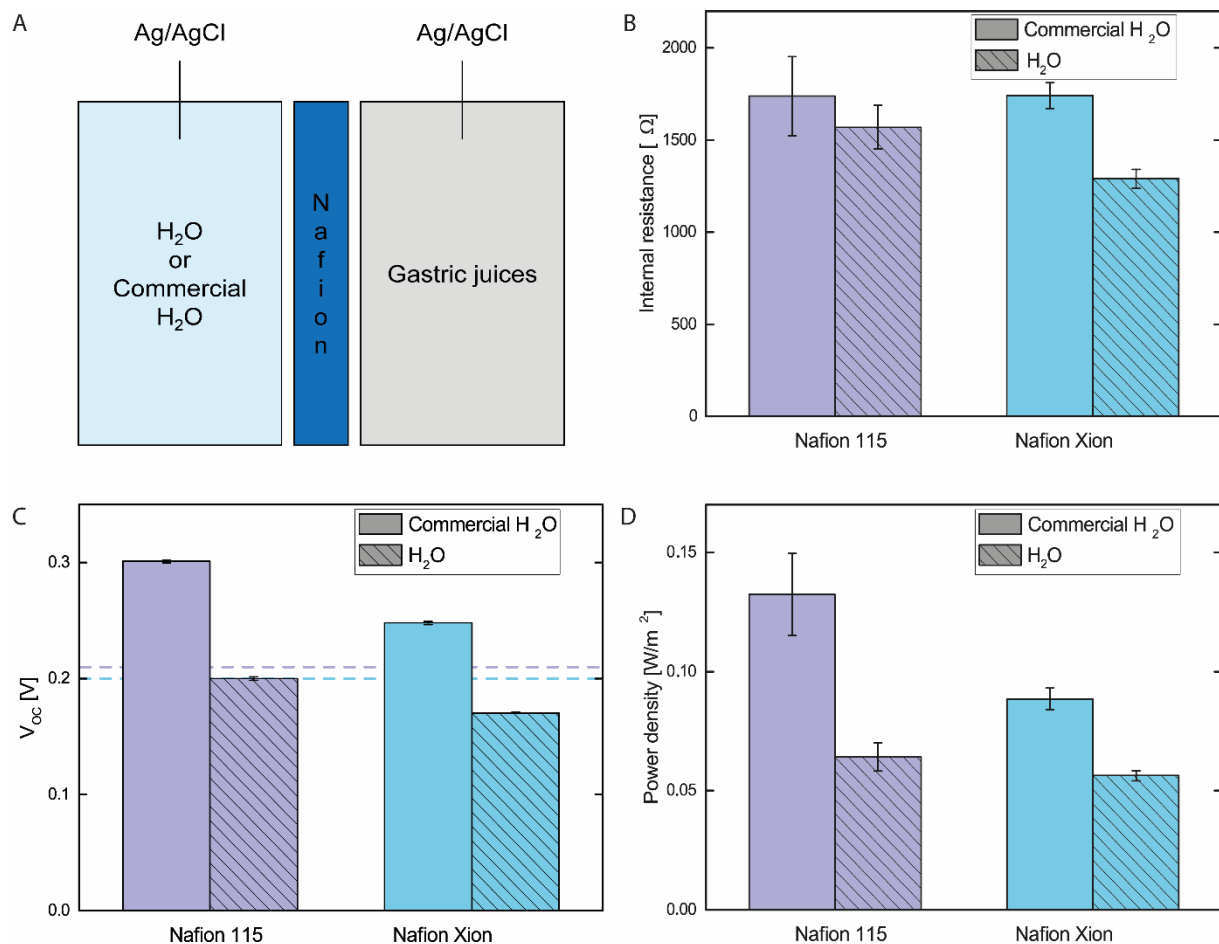 A
Ag/AgCl
Ag/AgCl
H₂O
or
Commercial
H₂O
N
a
f
i
o
n
Gastric juices
B
Commercial H ₂O
H₂O
Internal resistance [ Ω]
2000
1500
1000
500
0
Nafion 115
Nafion Xion
C
Commercial H ₂O
H₂O
V_OC [V]
0.3
0.2
0.1
0.0
Nafion 115
Nafion Xion
D
Commercial H ₂O
H₂O
Power density [W/m ²]
0.15
0.10
0.05
0.00
Nafion 115
Nafion Xion